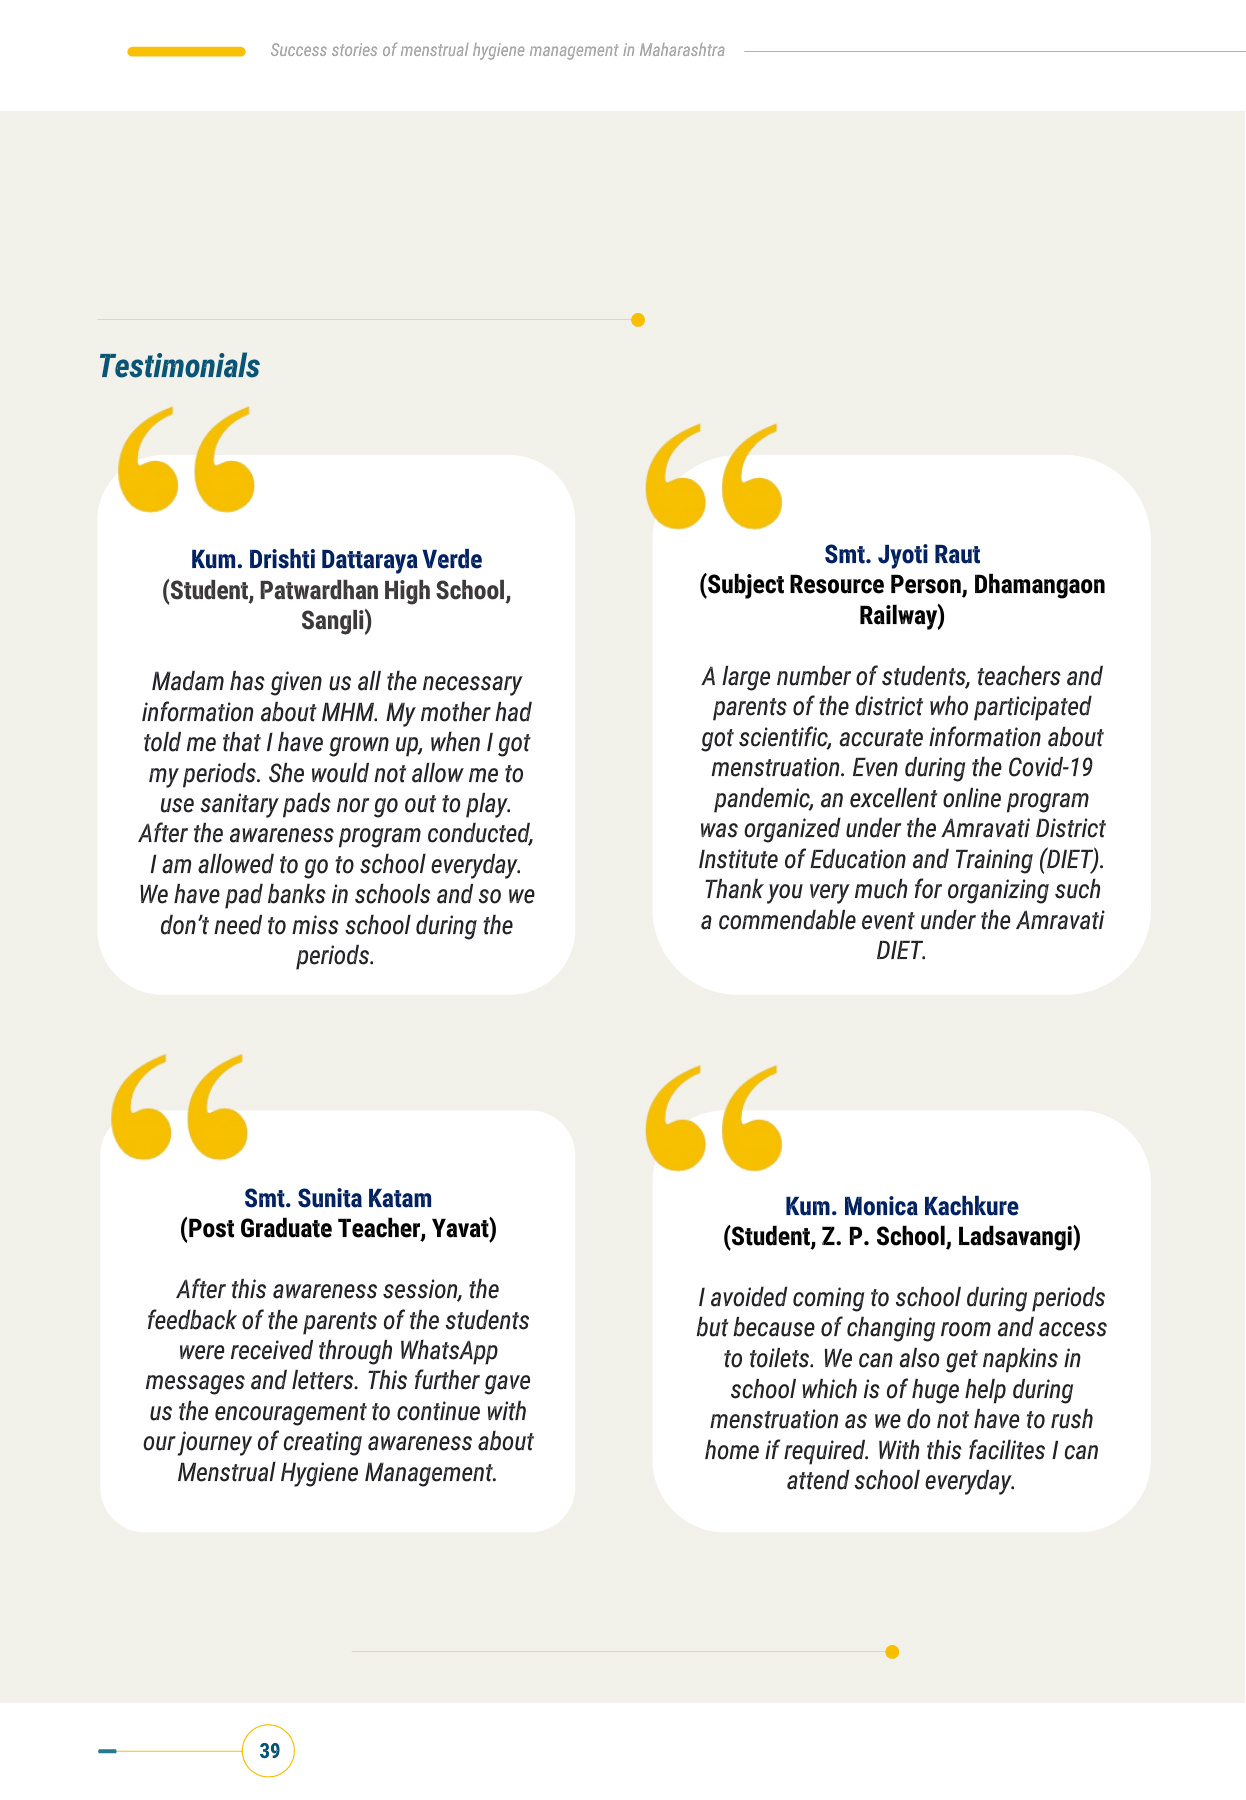 Success stories of menstrual hygiene management in Maharashtra
Testimonials
Kum. Drishti Dattaraya Verde
(Student, Patwardhan High School,
Sangli)
Madam has given us all the necessary
information about MHM. My mother had
told me that I have grown up, when I got
my periods. She would not allow me to
use sanitary pads nor go out to play.
After the awareness program conducted,
I am allowed to go to school everyday.
We have pad banks in schools and so we
don't need to miss school during the
periods.
Smt. Jyoti Raut
(Subject Resource Person, Dhamangaon
Railway)
A large number of students, teachers and
parents of the district who participated
got scientific, accurate information about
menstruation. Even during the Covid-19
pandemic, an excellent online program
was organized under the Amravati District
Institute of Education and Training (DIET).
Thank you very much for organizing such
a commendable event under the Amravati
DIET.
Smt. Sunita Katam
(Post Graduate Teacher, Yavat)
After this awareness session, the
feedback of the parents of the students
were received through WhatsApp
messages and letters. This further gave
us the encouragement to continue with
our journey of creating awareness about
Menstrual Hygiene Management.
Kum. Monica Kachkure
(Student, Z. P. School, Ladsavangi)
I avoided coming to school during periods
but because of changing room and access
to toilets. We can also get napkins in
school which is of huge help during
menstruation as we do not have to rush
home if required. With this facilites I can
attend school everyday.
39